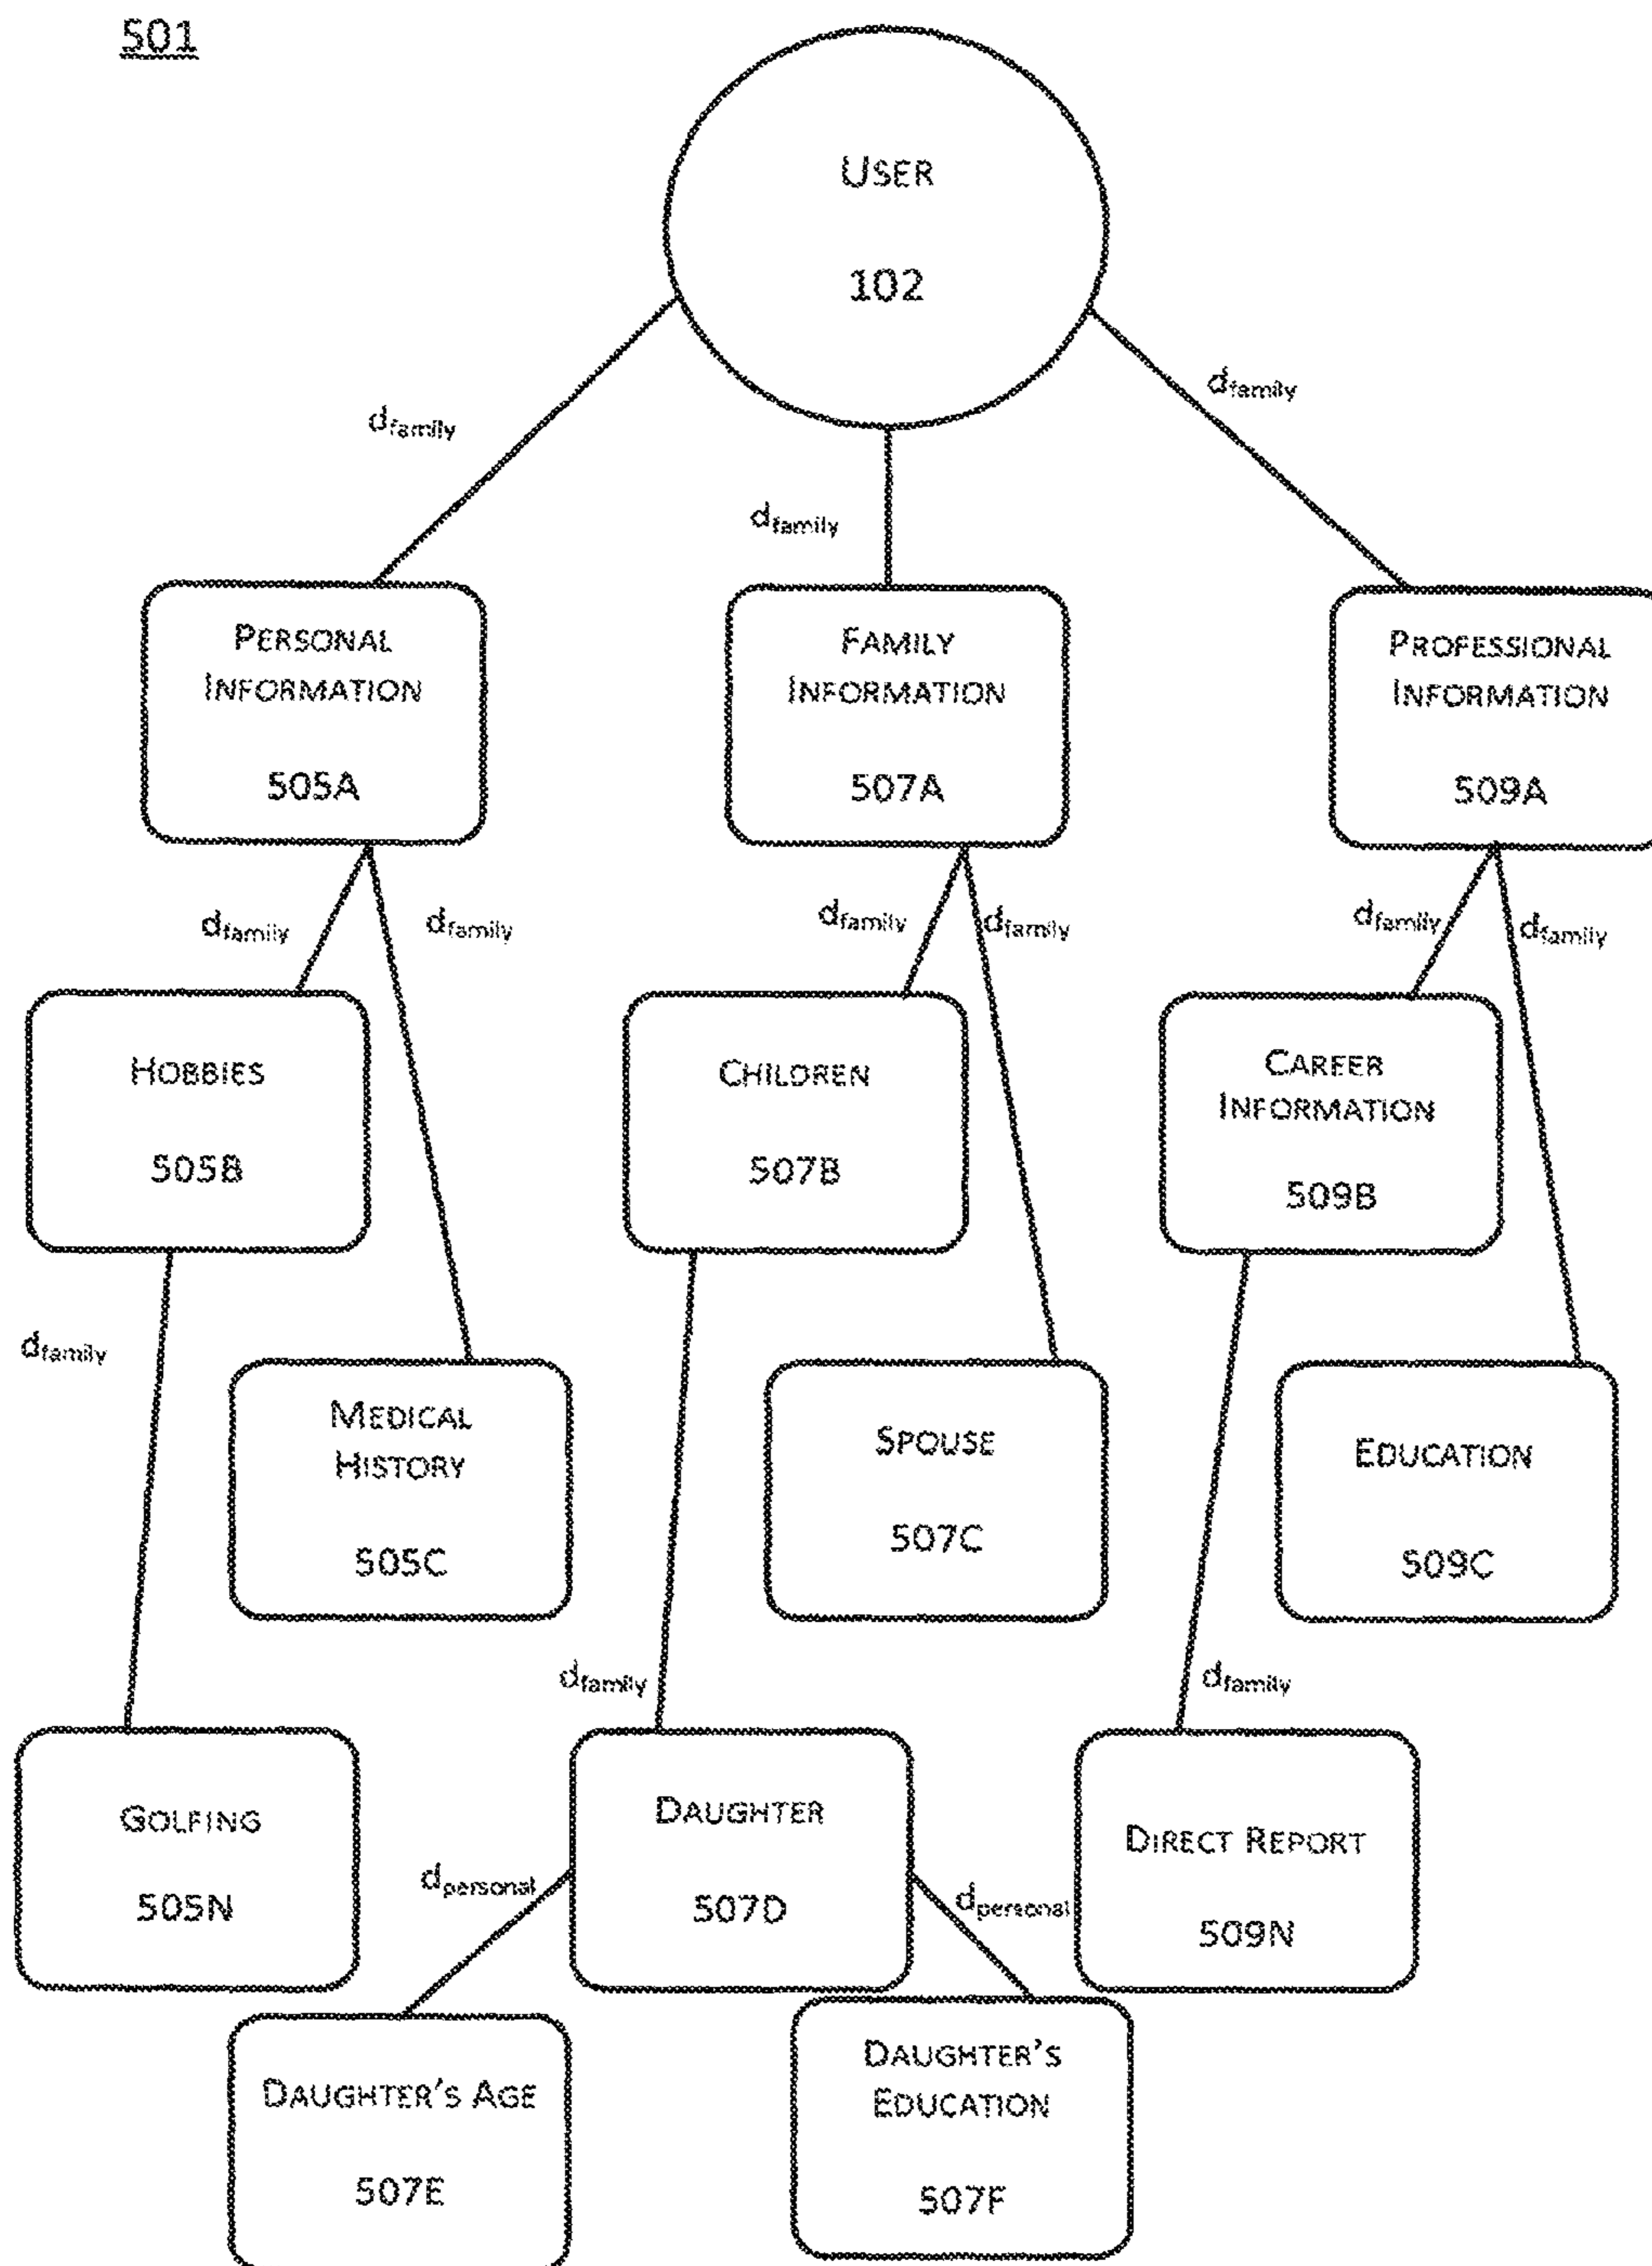 501
USER
102
dfamily
dfamily
dfamily
PERSONAL
INFORMATION
505A
FAMILY
INFORMATION
507A
PROFESSIONAL
INFORMATION
509A
dfamily
dfamily
dfamily
dfamily
dfamily
dfamily
HOBBIES
505B
CHILDREN
507B
CAREER
INFORMATION
509B
dfamily
MEDICAL
HISTORY
505C
SPOUSE
507C
EDUCATION
509C
dfamily
dfamily
GOLFING
505N
DAUGHTER
507D
DIRECT REPORT
509N
dpersonal
dpersonal
DAUGHTER'S AGE
507E
DAUGHTER'S
EDUCATION
507F